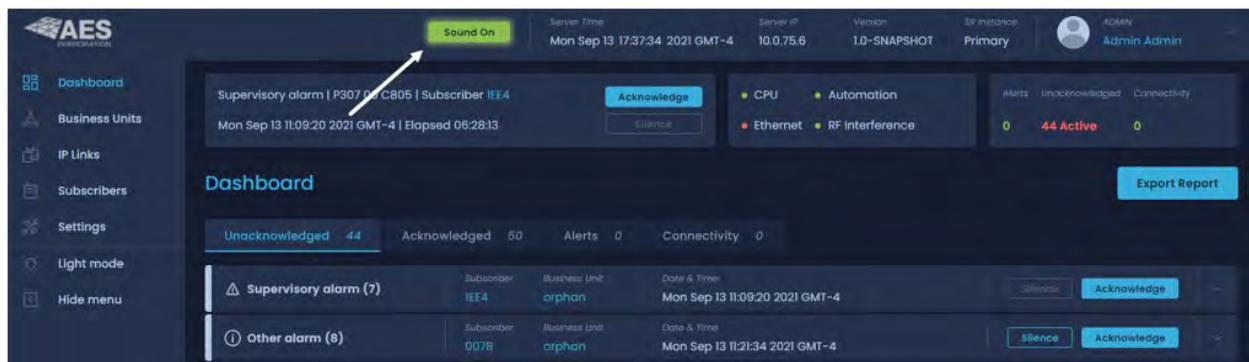 AES
CORPORATION
Sound On
Server Time
Mon Sep 13 17:37:34 2021 GMT-4
Server IP
10.0.75.6
Version
1.0-SNAPSHOT
SR Instance
Primary
ADMIN
Admin Admin
Dashboard
Business Units
IP Links
Subscribers
Settings
Light mode
Hide menu
Supervisory alarm | P307 00 C805 | Subscriber 1EE4
Mon Sep 13 11:09:20 2021 GMT-4 | Elapsed 06:28:13
Acknowledge
Silence
CPU
Automation
Ethernet
RF Interference
Alerts Unacknowledged Connectivity
0 44 Active 0
Dashboard
Export Report
Unacknowledged 44 Acknowledged 50 Alerts 0 Connectivity 0
Supervisory alarm (7)
Subscriber
1EE4
Business Unit
orphan
Date & Time
Mon Sep 13 11:09:20 2021 GMT-4
Silence
Acknowledge
Other alarm (8)
Subscriber
007B
Business Unit
orphan
Date & Time
Mon Sep 13 11:21:34 2021 GMT-4
Silence
Acknowledge